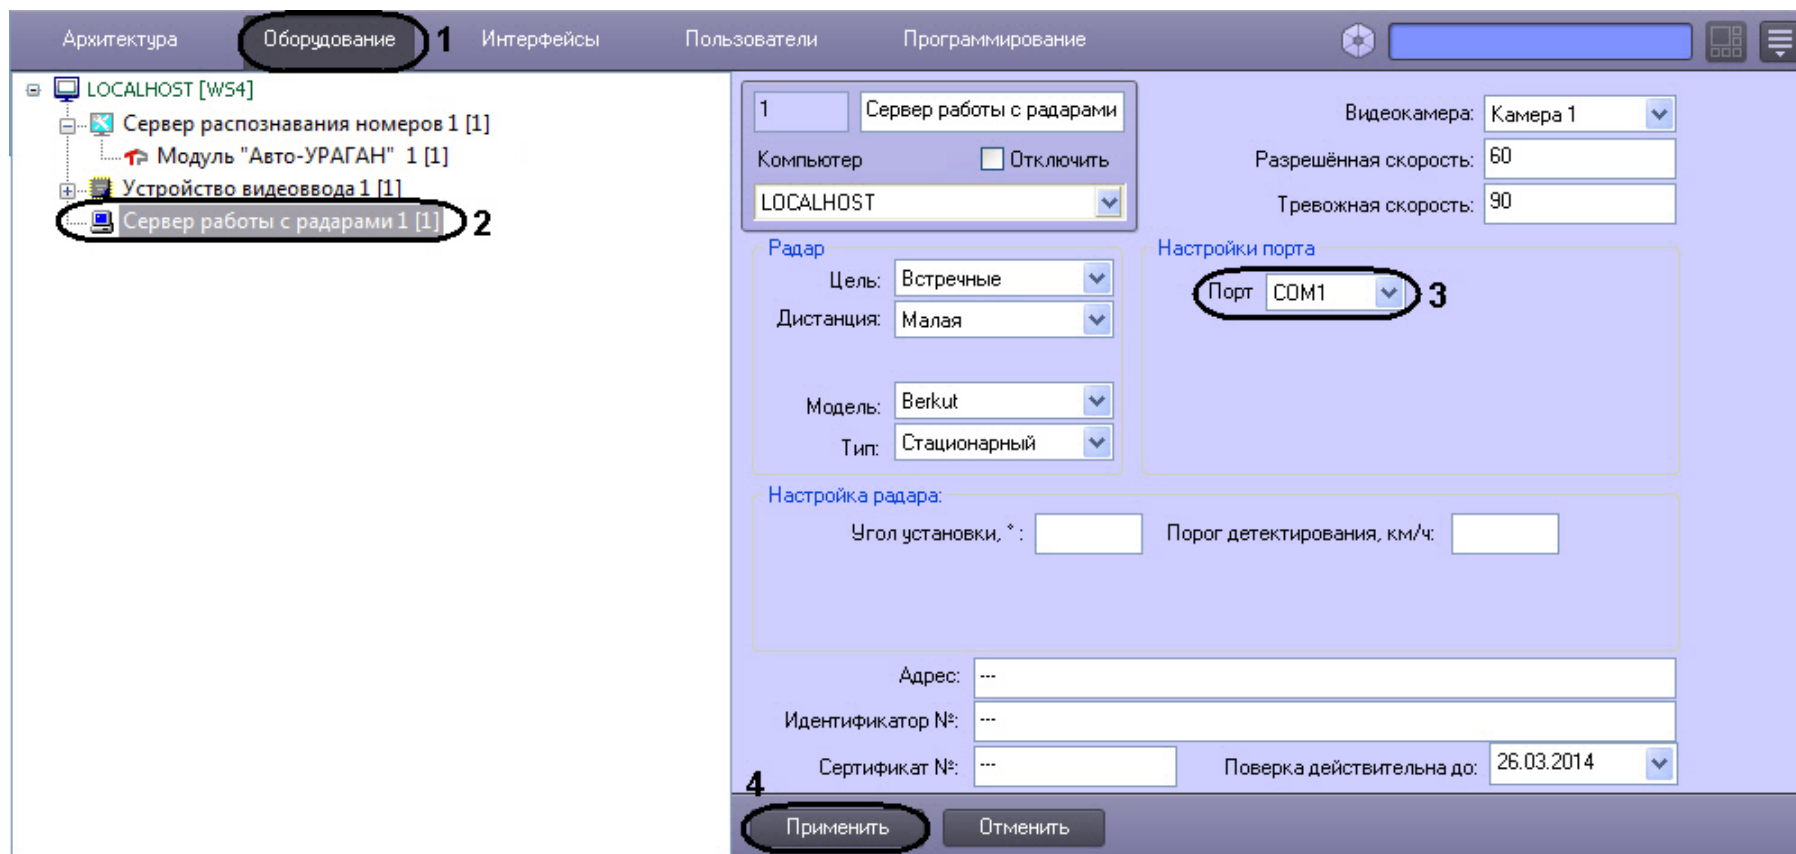 Архитектура Оборудование 1 Интерфейсы Пользователи Программирование
LOCALHOST [WS4]
Сервер распознавания номеров 1 [1]
Модуль "Авто-УРАГАН" 1 [1]
Устройство видеоввода 1 [1]
Сервер работы с радарами 1 [1] 2
1 Сервер работы с радарами
Компьютер Отключить
LOCALHOST
Видеокамера: Камера 1
Разрешённая скорость: 60
Тревожная скорость: 90
Радар
Цель: Встречные
Дистанция: Малая
Модель: Berkut
Тип: Стационарный
Настройки порта
Порт COM1 3
Настройка радара:
Угол установки, ° : Порог детектирования, км/ч:
Адрес: ---
Идентификатор №: ---
Сертификат №: --- Поверка действительна до: 26.03.2014
4
Применить Отменить